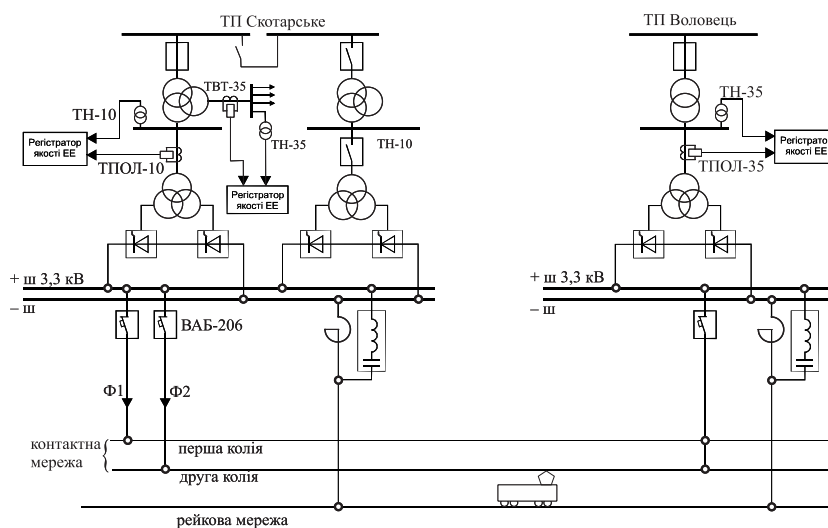 ТП Скотарське
ТП Воловець
ТВТ-35
ТН-10
ТН-35
Регістратор
якості ЕЕ
ТПОЛ-10
ТН-35
ТН-10
Регістратор
якості ЕЕ
ТПОЛ-35
Регістратор
якості ЕЕ
+ ш 3,3 кВ
– ш
+ ш 3,3 кВ
– ш
ВАБ-206
Ф1
Ф2
контактна
мережа
перша колія
друга колія
рейкова мережа